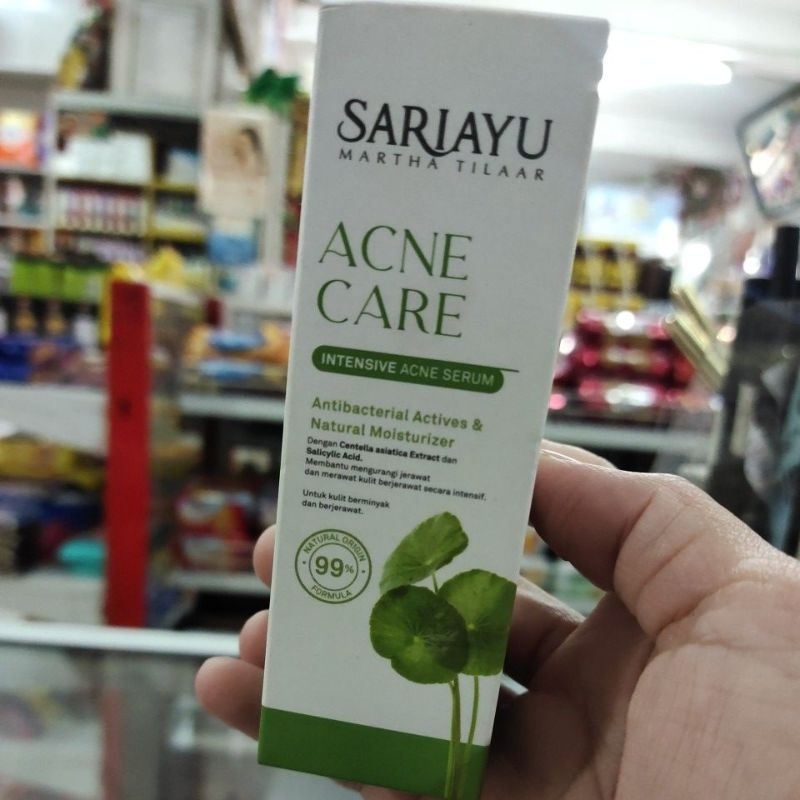 SARIAYU
MARTHA TILAAR
ACNE
CARE
INTENSIVE ACNE SERUM
Antibacterial Actives &
Natural Moisturizer
Dengan Centella asiatica Extract dan
Salicylic Acid.
Membantu mengurangi jerawat
dan merawat kulit berjerawat secara intensif.
Untuk kulit berminyak
dan berjerawat.
NATURAL ORIGIN
99%
FORMULA